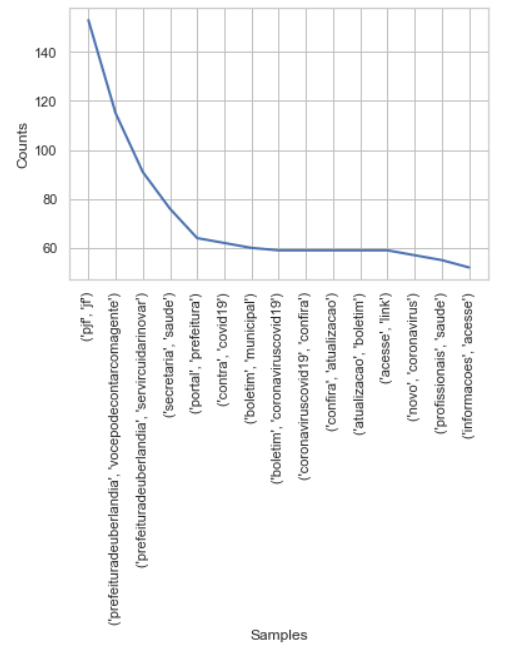 140
120
100
80
60
Counts
('pjf', 'jf')
('prefeituradeuberlandia', 'vocepodecontarcomagente')
('prefeituradeuberlandia', 'servircuidarinovar')
('secretaria', 'saude')
('portal', 'prefeitura')
('contra', 'covid19')
('boletim', 'municipal')
('boletim', 'coronaviruscovid19')
('coronaviruscovid19', 'confira')
('confira', 'atualizacao')
('atualizacao', 'boletim')
('acesse', 'link')
('novo', 'coronavirus')
('profissionais', 'saude')
('informacoes', 'acesse')
Samples